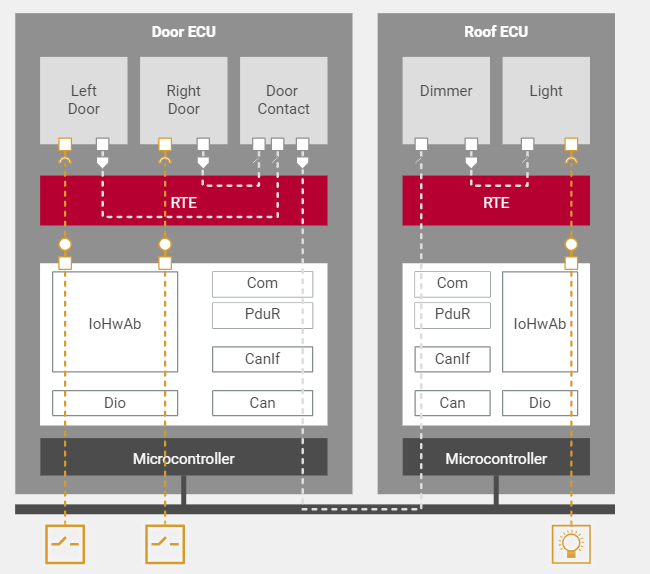 Door ECU
Roof ECU
Left
Door
Right
Door
Door
Contact
Dimmer
Light
RTE
RTE
IoHwAb
Com
PduR
CanIf
Dio
Can
Com
PduR
IoHwAb
CanIf
Can
Dio
Microcontroller
Microcontroller